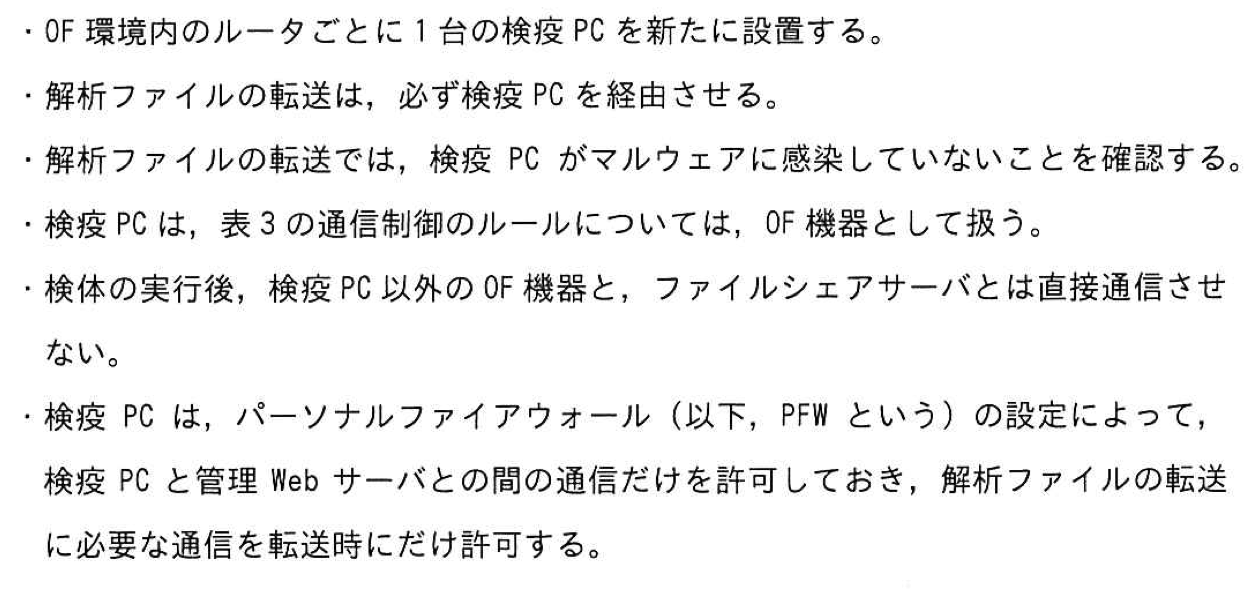 ・OF 環境内のルータごとに 1 台の検疫 PC を新たに設置する。
・解析ファイルの転送は，必ず検疫 PC を経由させる。
・解析ファイルの転送では，検疫 PC がマルウェアに感染していないことを確認する。
・検疫 PC は，表 3 の通信制御のルールについては，OF 機器として扱う。
・検体の実行後，検疫 PC 以外の OF 機器と，ファイルシェアサーバとは直接通信させ
ない。
・検疫 PC は，パーソナルファイアウォール（以下，PFW という）の設定によって，
検疫 PC と管理 Web サーバとの間の通信だけを許可しておき，解析ファイルの転送
に必要な通信を転送時にだけ許可する。